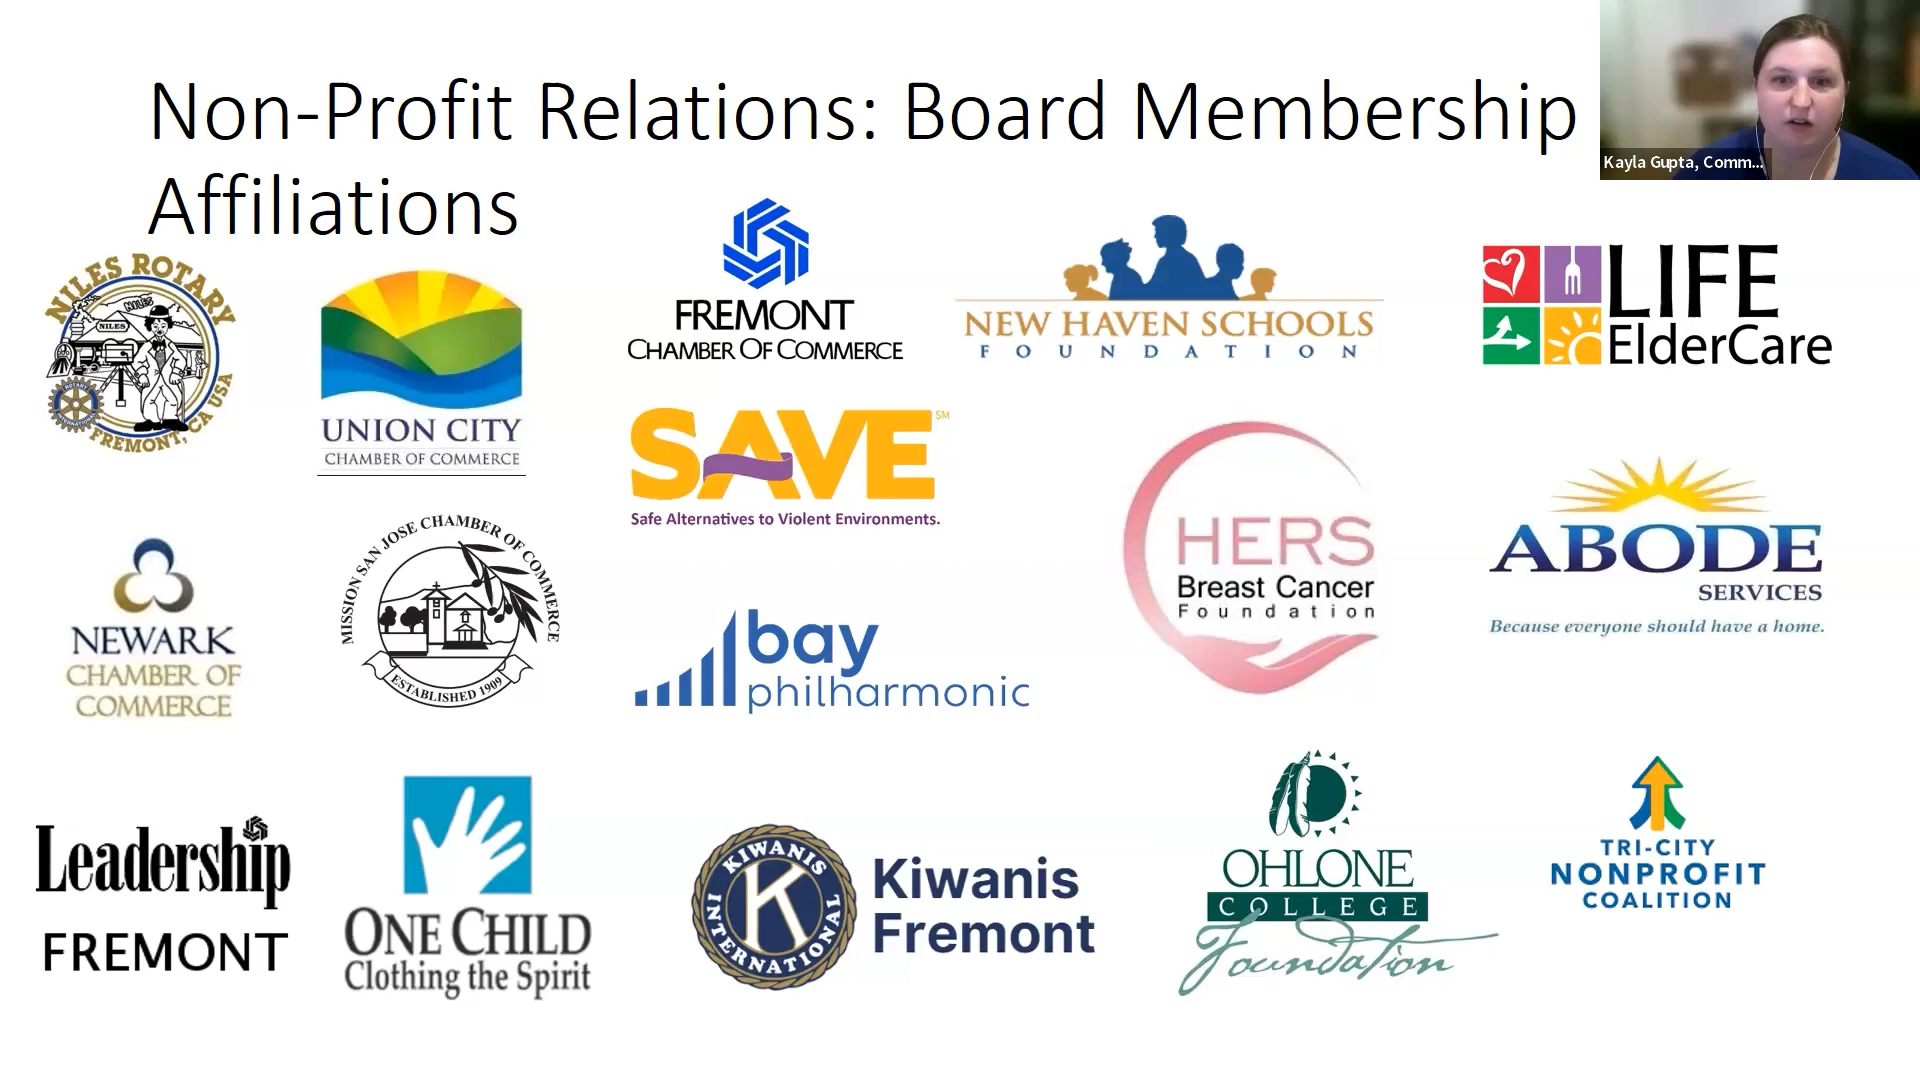 Non-Profit Relations: Board Membership
Affiliations
Kayla Gupta, Comm...
NILES ROTARY
NILES
NILES
FREMONT, CA USA
UNION CITY
CHAMBER OF COMMERCE
FREMONT
CHAMBER OF COMMERCE
NEW HAVEN SCHOOLS
FOUNDATION
LIFE
ElderCare
SAVE SM
Safe Alternatives to Violent Environments.
HERS
Breast Cancer
Foundation
ABODE
SERVICES
Because everyone should have a home.
NEWARK
CHAMBER OF
COMMERCE
MISSION SAN JOSE CHAMBER OF COMMERCE
ESTABLISHED 1909
bay
philharmonic
Leadership
FREMONT
ONE CHILD
Clothing the Spirit
KIWANIS
K
INTERNATIONAL
Kiwanis
Fremont
OHLONE
COLLEGE
Foundation
TRI-CITY
NONPROFIT
COALITION